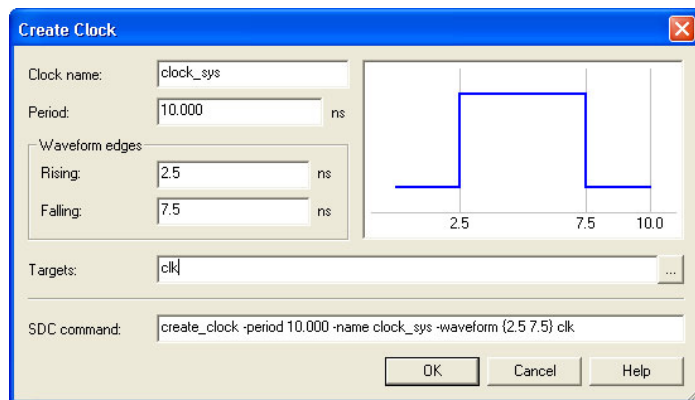 Create Clock
Clock name: clock_sys
Period: 10.000 ns
Waveform edges
Rising: 2.5 ns
Falling: 7.5 ns
2.5 7.5 10.0
Targets: clk ...
SDC command: create_clock -period 10.000 -name clock_sys -waveform {2.5 7.5} clk
OK Cancel Help